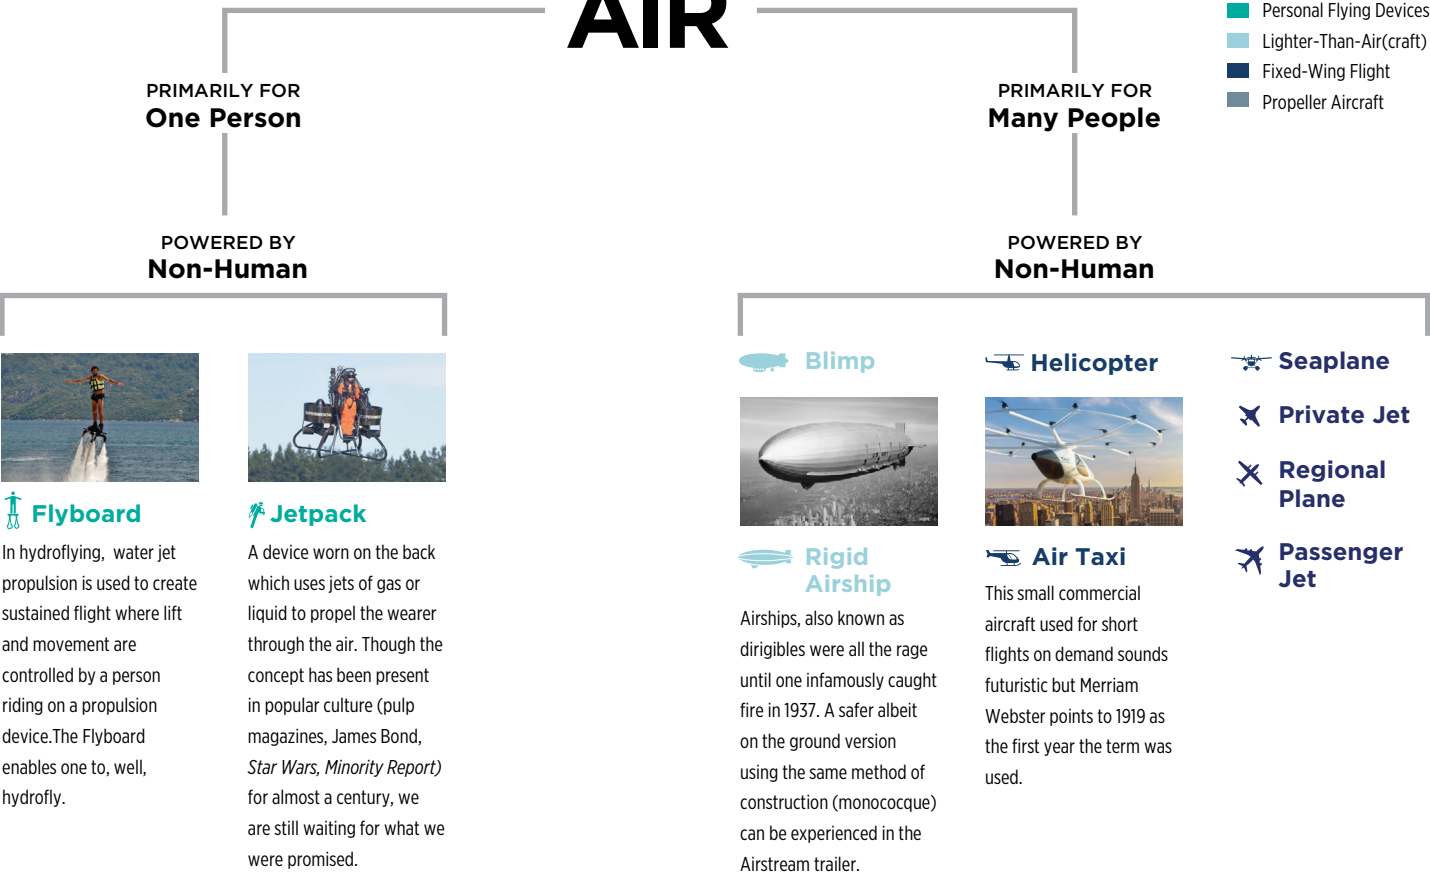 AIR
Personal Flying Devices
Lighter-Than-Air(craft)
Fixed-Wing Flight
Propeller Aircraft
PRIMARILY FOR
One Person
PRIMARILY FOR
Many People
POWERED BY
Non-Human
POWERED BY
Non-Human
Flyboard
In hydroflying, water jet
propulsion is used to create
sustained flight where lift
and movement are
controlled by a person
riding on a propulsion
device.The Flyboard
enables one to, well,
hydrofly.
Jetpack
A device worn on the back
which uses jets of gas or
liquid to propel the wearer
through the air. Though the
concept has been present
in popular culture (pulp
magazines, James Bond,
Star Wars, Minority Report)
for almost a century, we
are still waiting for what we
were promised.
Blimp
Rigid
Airship
Airships, also known as
dirigibles were all the rage
until one infamously caught
fire in 1937. A safer albeit
on the ground version
using the same method of
construction (monococque)
can be experienced in the
Airstream trailer.
Helicopter
Air Taxi
This small commercial
aircraft used for short
flights on demand sounds
futuristic but Merriam
Webster points to 1919 as
the first year the term was
used.
Seaplane
Private Jet
Regional
Plane
Passenger
Jet